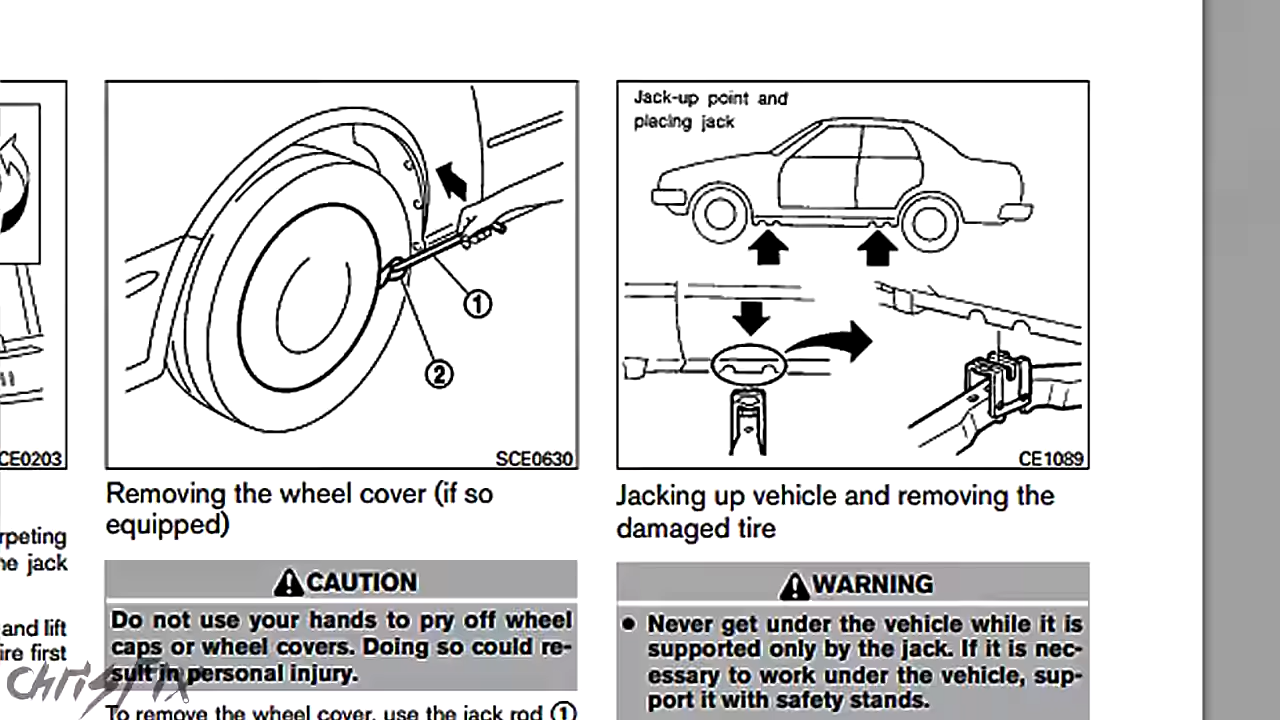 CE0203
rpeting
he jack
and lift
ire first
1
2
SCE0630
Removing the wheel cover (if so
equipped)
CAUTION
Do not use your hands to pry off wheel
caps or wheel covers. Doing so could re-
sult in personal injury.
To remove the wheel cover, use the jack rod 1
Jack-up point and
placing jack
CE1089
Jacking up vehicle and removing the
damaged tire
WARNING
● Never get under the vehicle while it is
supported only by the jack. If it is nec-
essary to work under the vehicle, sup-
port it with safety stands.
chrisfix